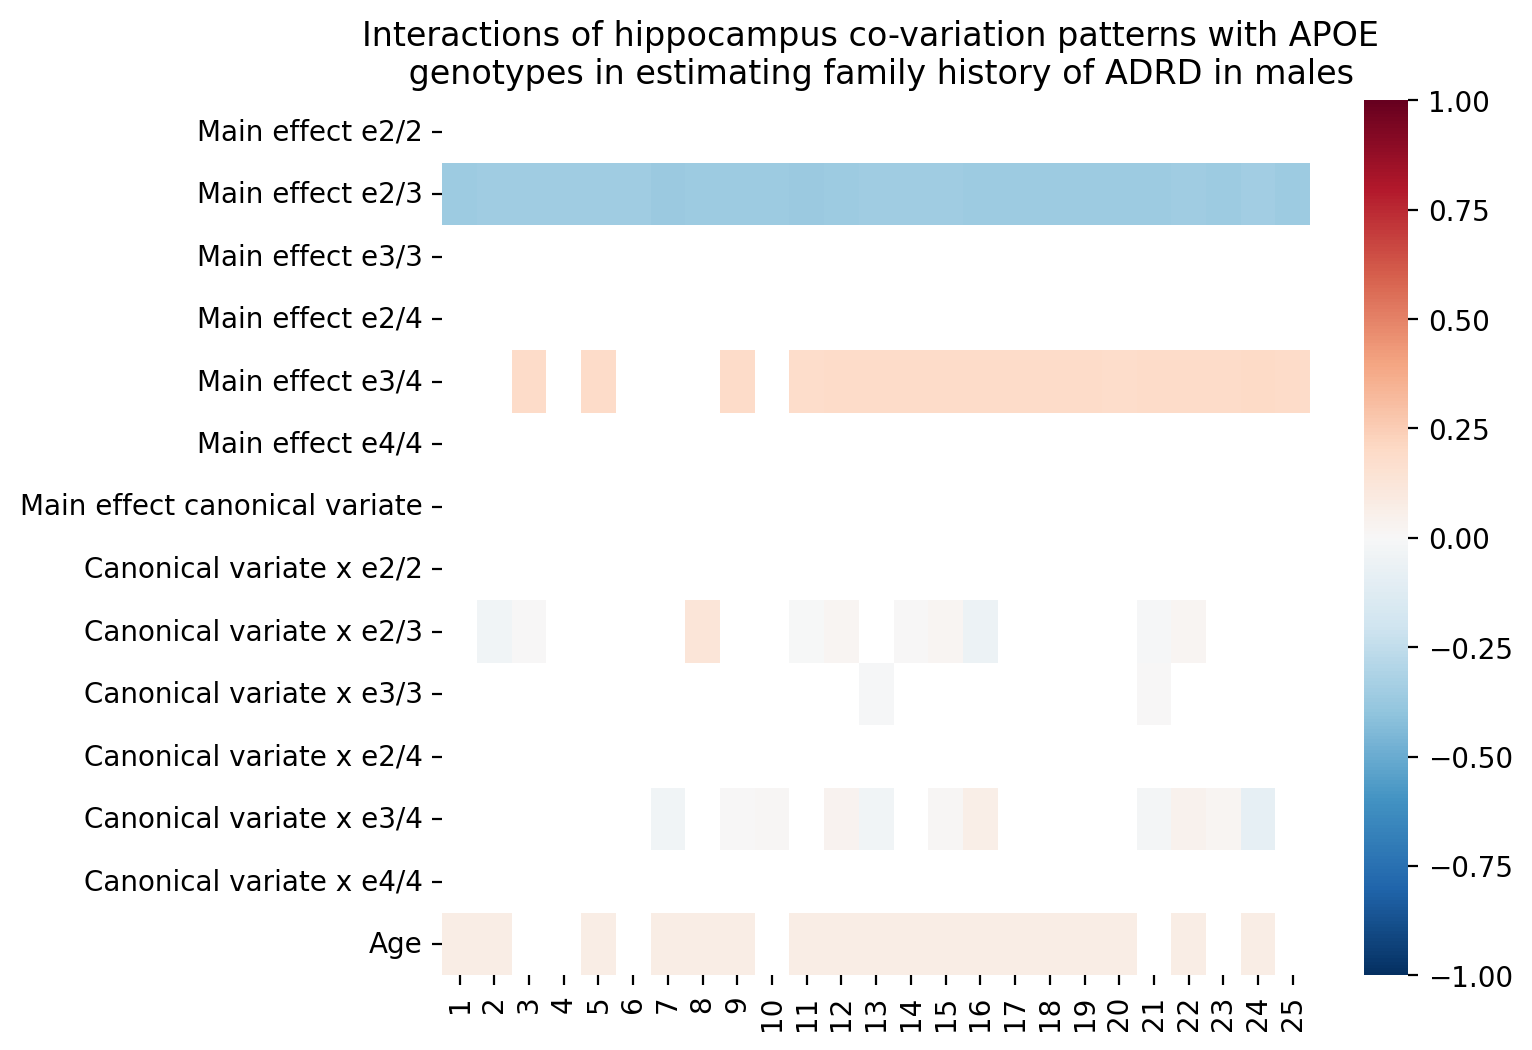 Interactions of hippocampus co-variation patterns with APOE
genotypes in estimating family history of ADRD in males
Main effect e2/2
Main effect e2/3
Main effect e3/3
Main effect e2/4
Main effect e3/4
Main effect e4/4
Main effect canonical variate
Canonical variate x e2/2
Canonical variate x e2/3
Canonical variate x e3/3
Canonical variate x e2/4
Canonical variate x e3/4
Canonical variate x e4/4
Age
1 2 3 4 5 6 7 8 9 10 11 12 13 14 15 16 17 18 19 20 21 22 23 24 25
1.00
0.75
0.50
0.25
0.00
−0.25
−0.50
−0.75
−1.00